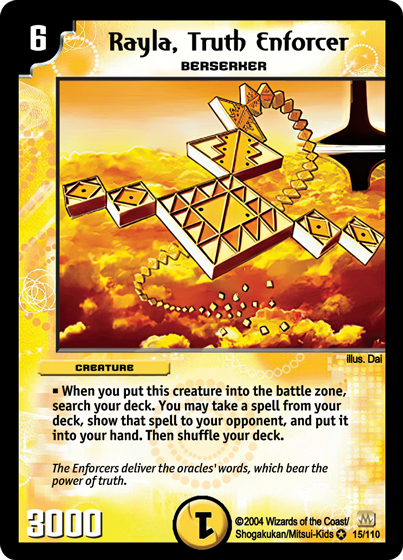 6
Rayla, Truth Enforcer
BERSERKER
illus. Dai
CREATURE
▪ When you put this creature into the battle zone,
search your deck. You may take a spell from your
deck, show that spell to your opponent, and put it
into your hand. Then shuffle your deck.
The Enforcers deliver the oracles' words, which bear the
power of truth.
3000
1
©2004 Wizards of the Coast/
Shogakukan/Mitsui-Kids ✪ 15/110